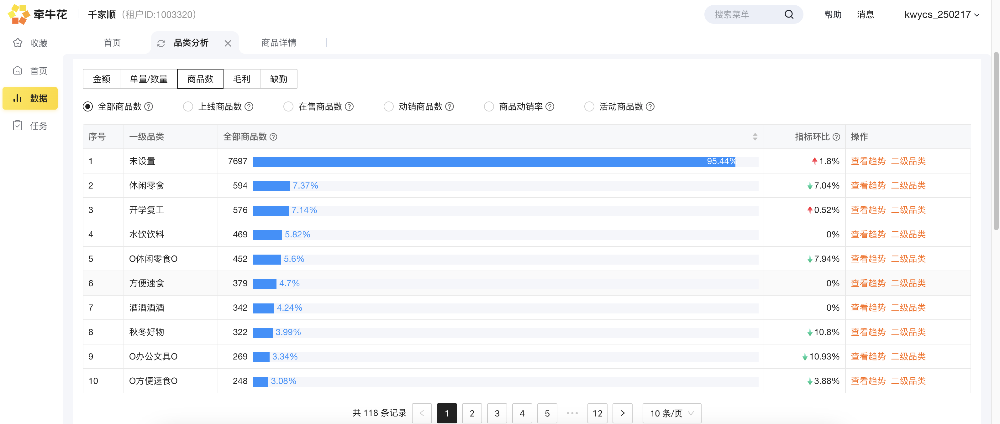 牵牛花 千家顺（租户ID:1003320） 搜索菜单 帮助 消息 kwycs_250217
收藏 首页 品类分析 商品详情
首页
数据
任务
金额 单量/数量 商品数 毛利 缺勤
全部商品数 上线商品数 在售商品数 动销商品数 商品动销率 活动商品数
序号 一级品类 全部商品数 指标环比 操作
1 未设置 7697 95.44% 1.8% 查看趋势 二级品类
2 休闲零食 594 7.37% 7.04% 查看趋势 二级品类
3 开学复工 576 7.14% 0.52% 查看趋势 二级品类
4 水饮饮料 469 5.82% 0% 查看趋势 二级品类
5 O休闲零食O 452 5.6% 7.94% 查看趋势 二级品类
6 方便速食 379 4.7% 0% 查看趋势 二级品类
7 酒酒酒酒 342 4.24% 0% 查看趋势 二级品类
8 秋冬好物 322 3.99% 10.8% 查看趋势 二级品类
9 O办公文具O 269 3.34% 10.93% 查看趋势 二级品类
10 O方便速食O 248 3.08% 3.88% 查看趋势 二级品类
共 118 条记录 < 1 2 3 4 5 ••• 12 > 10 条/页